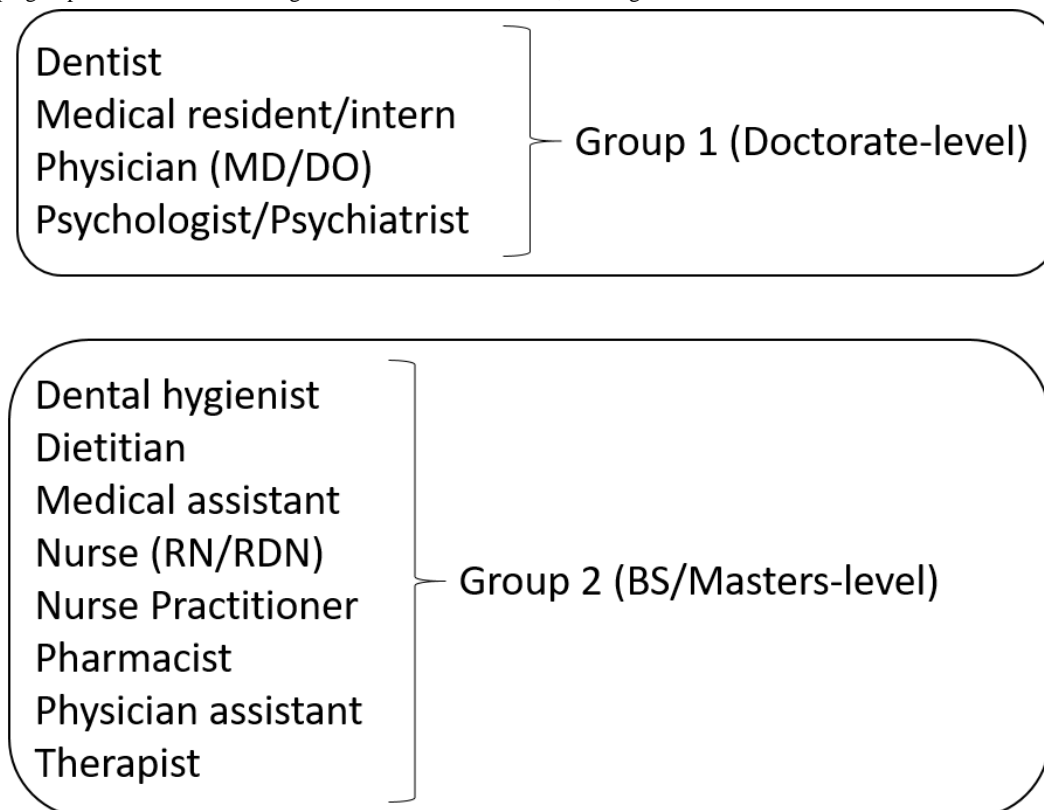 Dentist
Medical resident/intern
Physician (MD/DO)
Psychologist/Psychiatrist
Group 1 (Doctorate-level)
Dental hygienist
Dietitian
Medical assistant
Nurse (RN/RDN)
Nurse Practitioner
Pharmacist
Physician assistant
Therapist
Group 2 (BS/Masters-level)